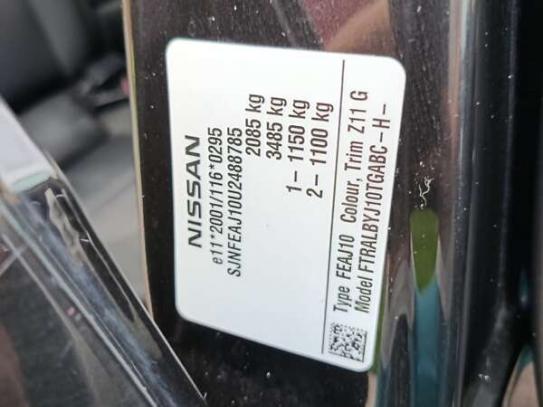 NISSAN
e11*2001/116*0295
SJNFEAJ10U2488785
2085 kg
3485 kg
1- 1150 kg
2- 1100 kg
Type FEAJ10 Colour, Trim Z11 G
Model FTRALBYJ10TGABC-H-